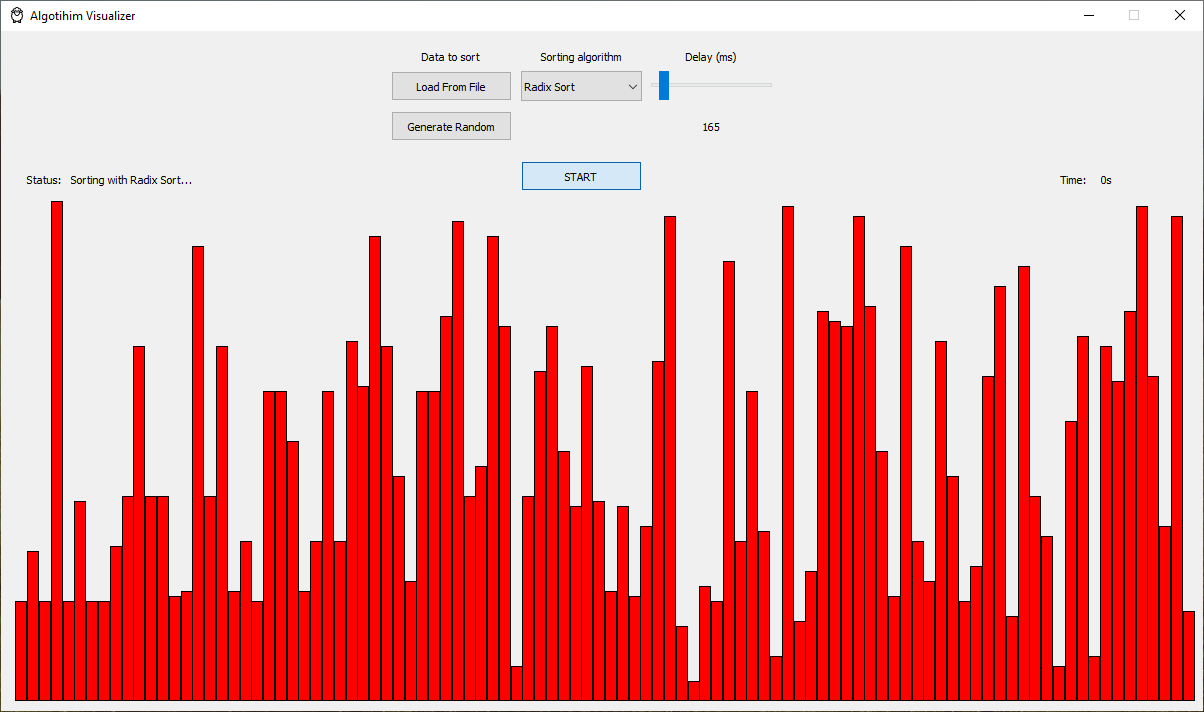 Algotihim Visualizer
Data to sort
Sorting algorithm
Delay (ms)
Load From File
Radix Sort
Generate Random
165
START
Status: Sorting with Radix Sort...
Time: 0s